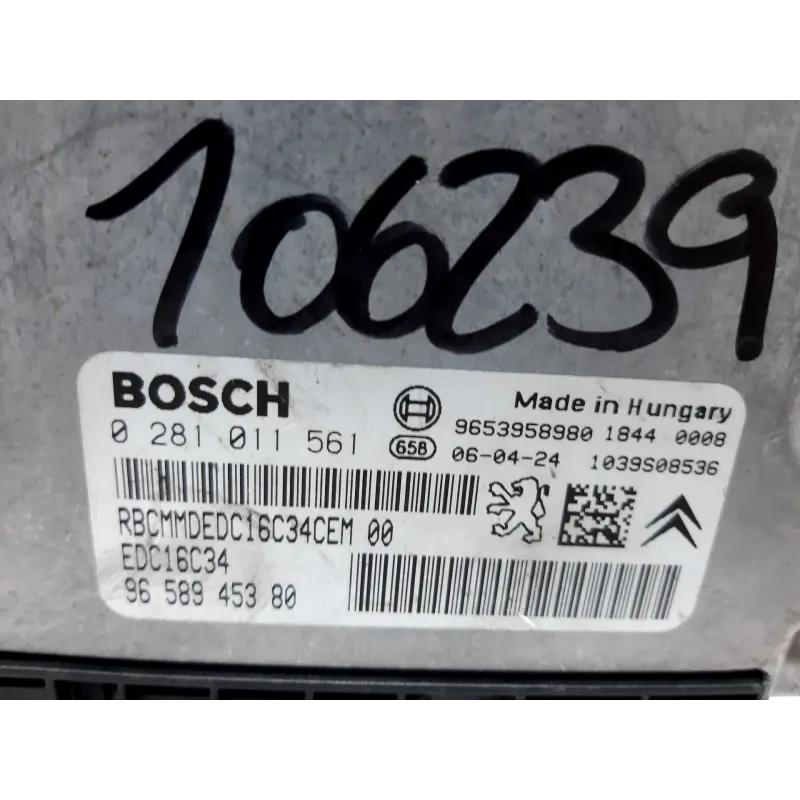 106239
BOSCH
Made in Hungary
0 281 011 561
658
9653958980 1844 0008
06-04-24 1039S08536
RBCMMDEDC16C34CEM 00
EDC16C34
96 589 453 80